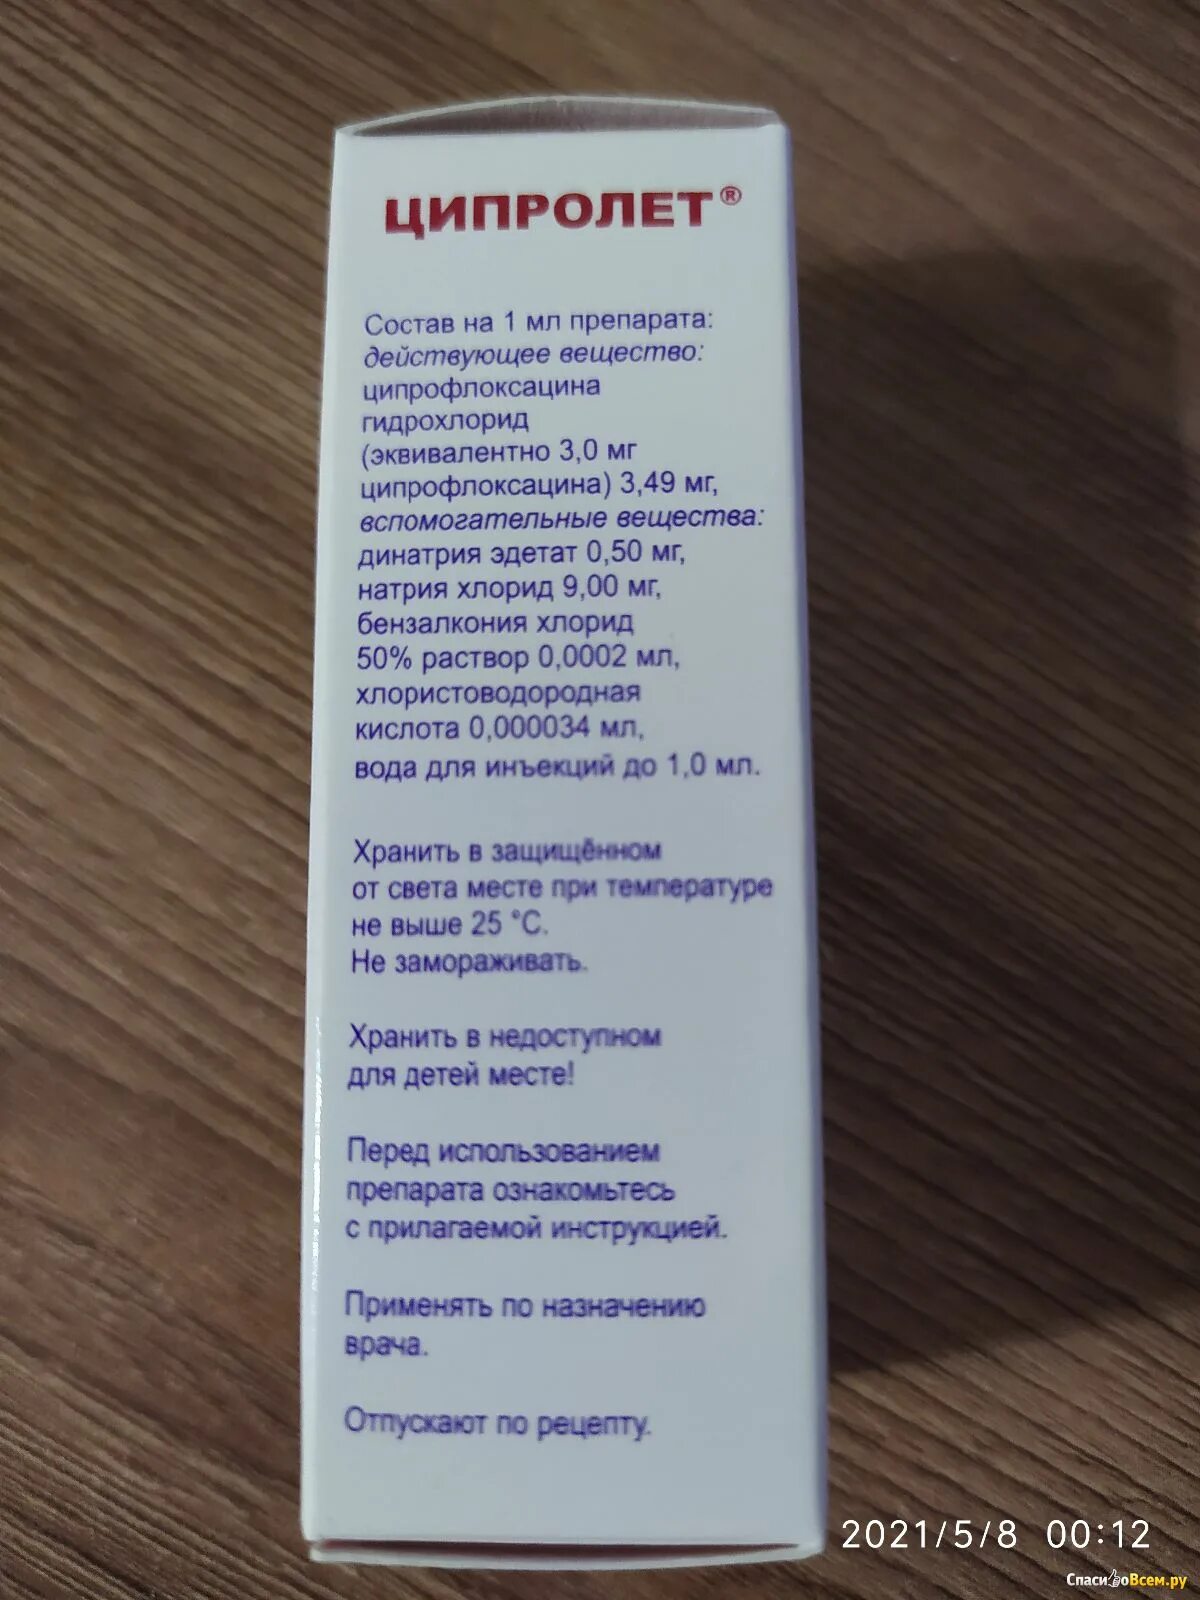 ЦИПРОЛЕТ®
Состав на 1 мл препарата:
действующее вещество:
ципрофлоксацина
гидрохлорид
(эквивалентно 3,0 мг
ципрофлоксацина) 3,49 мг,
вспомогательные вещества:
динатрия эдетат 0,50 мг,
натрия хлорид 9,00 мг,
бензалкония хлорид
50% раствор 0,0002 мл,
хлористоводородная
кислота 0,000034 мл,
вода для инъекций до 1,0 мл.
Хранить в защищённом
от света месте при температуре
не выше 25 °С.
Не замораживать.
Хранить в недоступном
для детей месте!
Перед использованием
препарата ознакомьтесь
с прилагаемой инструкцией.
Применять по назначению
врача.
Отпускают по рецепту.
2021/5/8 00:12
СпасибоВсем.ру